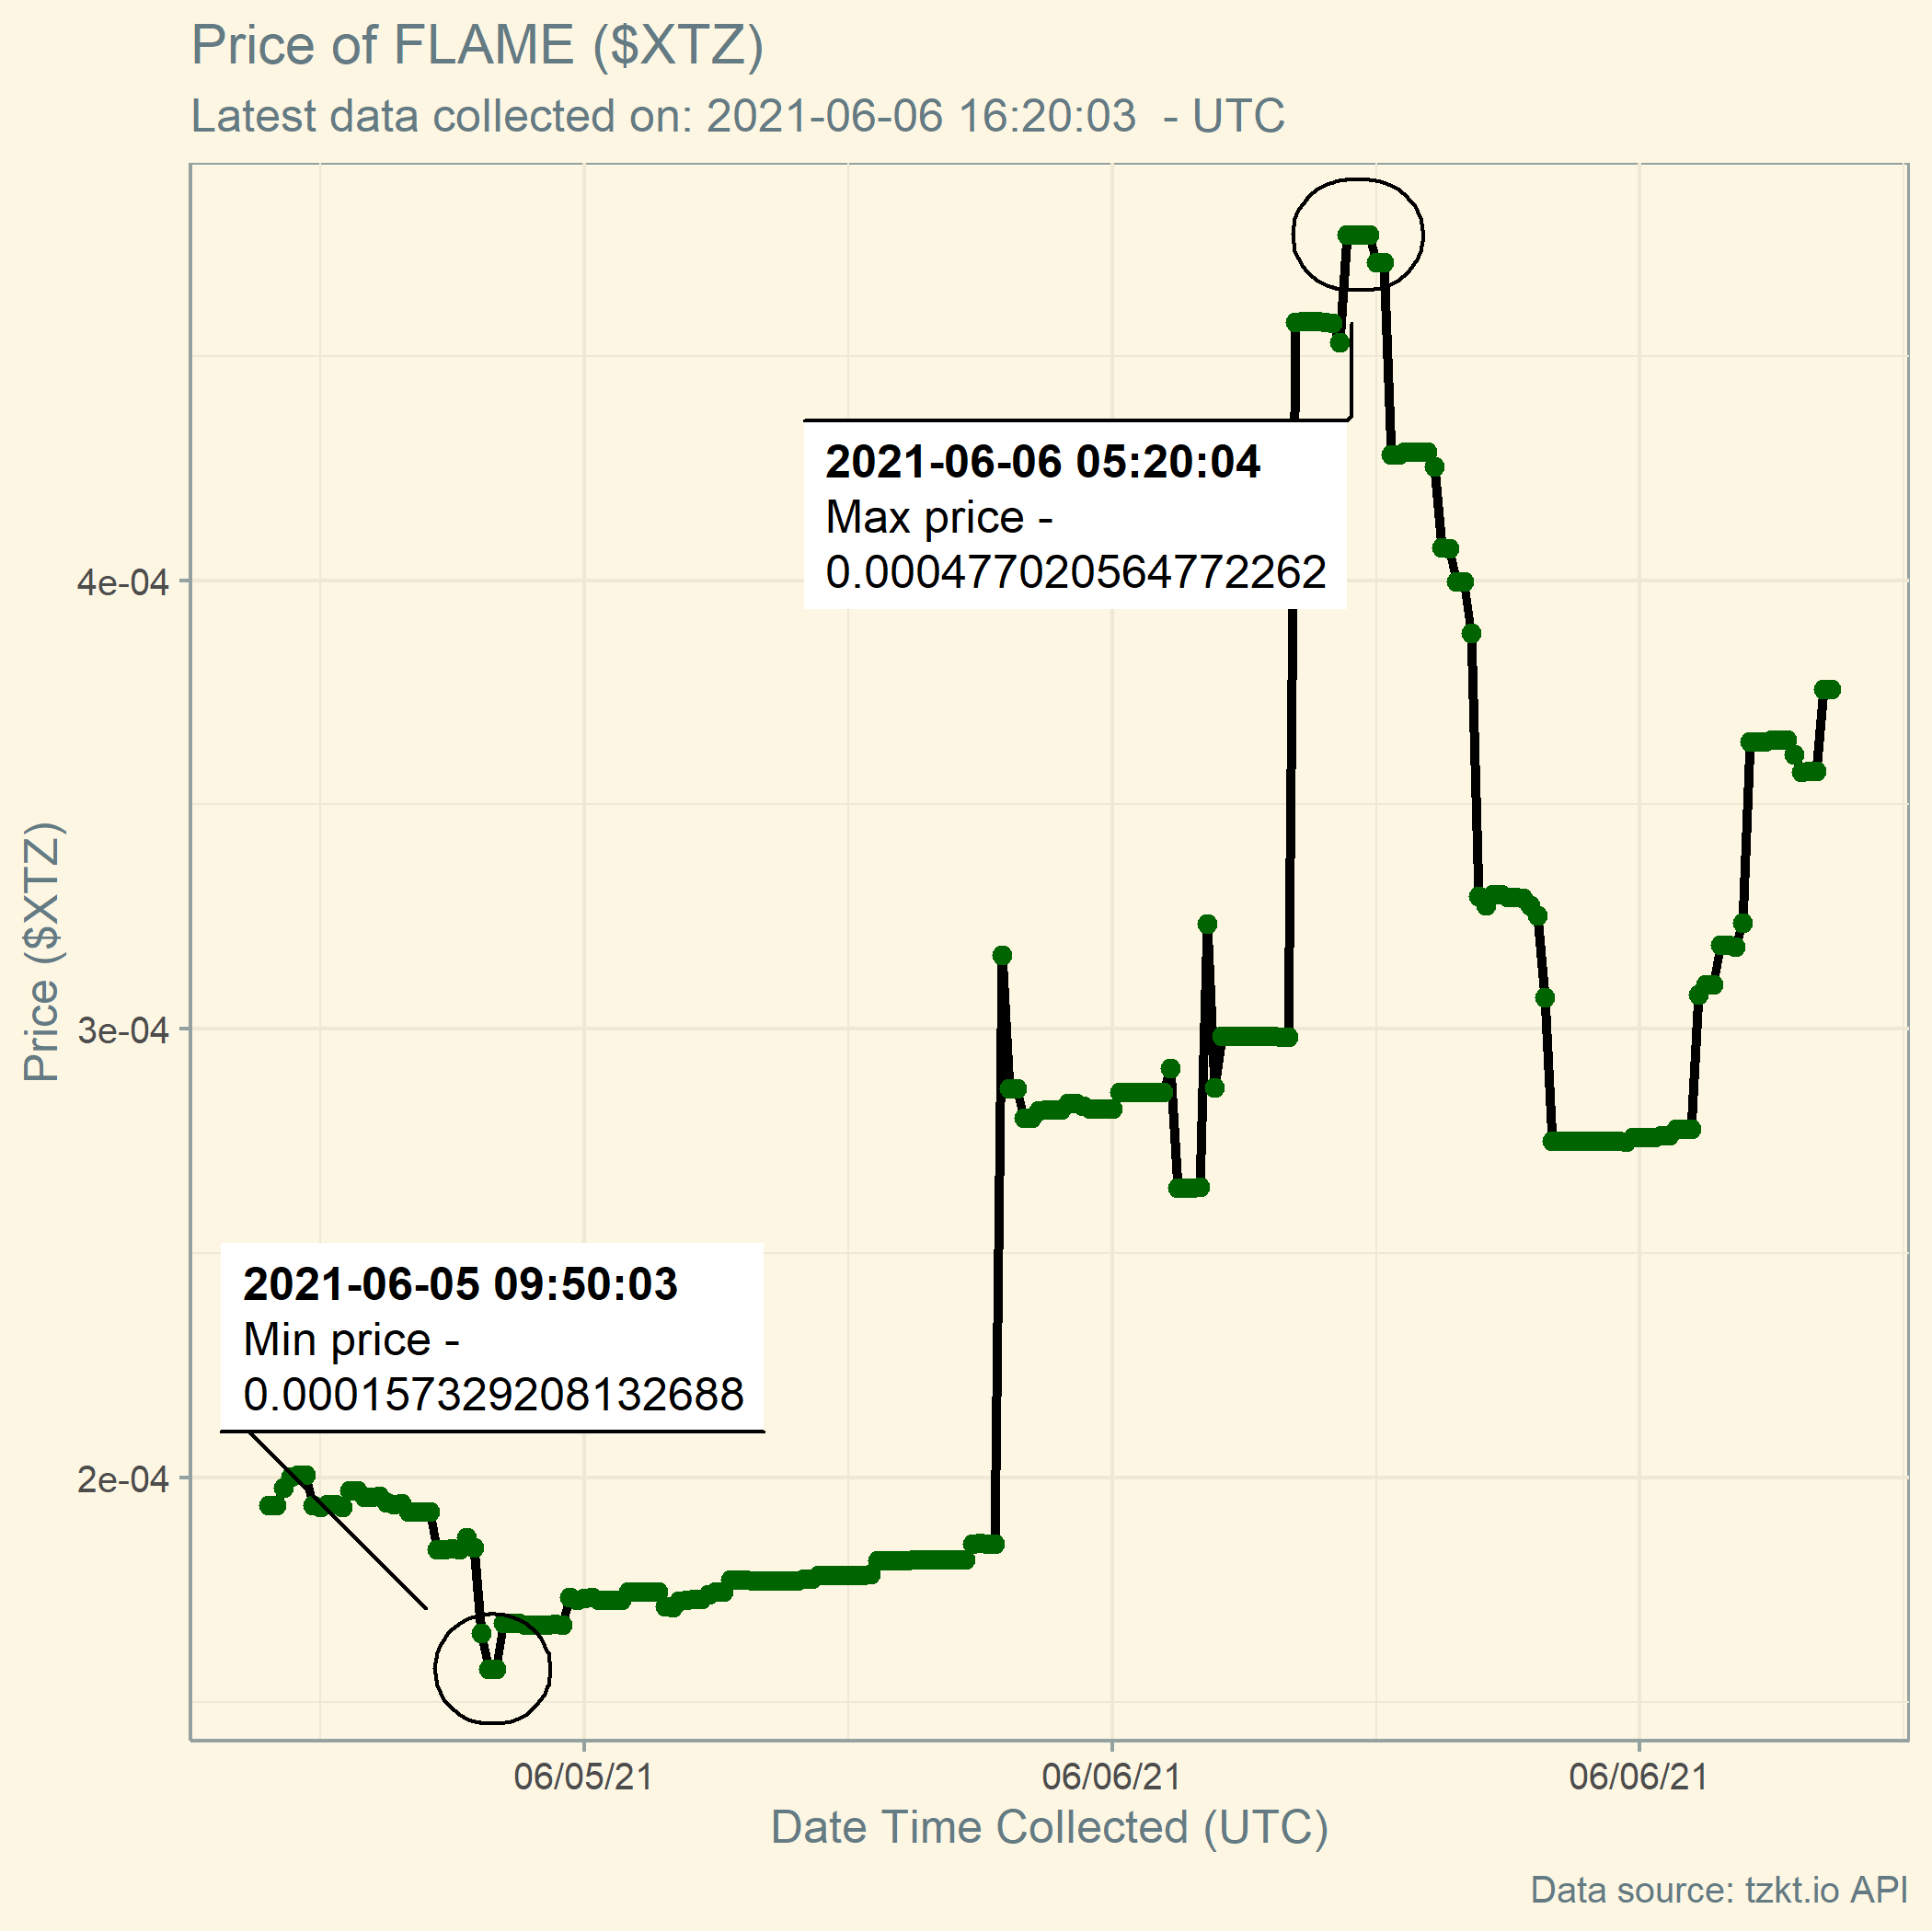 Price of FLAME ($XTZ)
Latest data collected on: 2021-06-06 16:20:03  - UTC
2021-06-06 05:20:04
Max price -
0.000477020564772262
4e-04
Price ($XTZ)
3e-04
2021-06-05 09:50:03
Min price -
0.000157329208132688
2e-04
06/05/21
06/06/21
06/06/21
Date Time Collected (UTC)
Data source: tzkt.io API